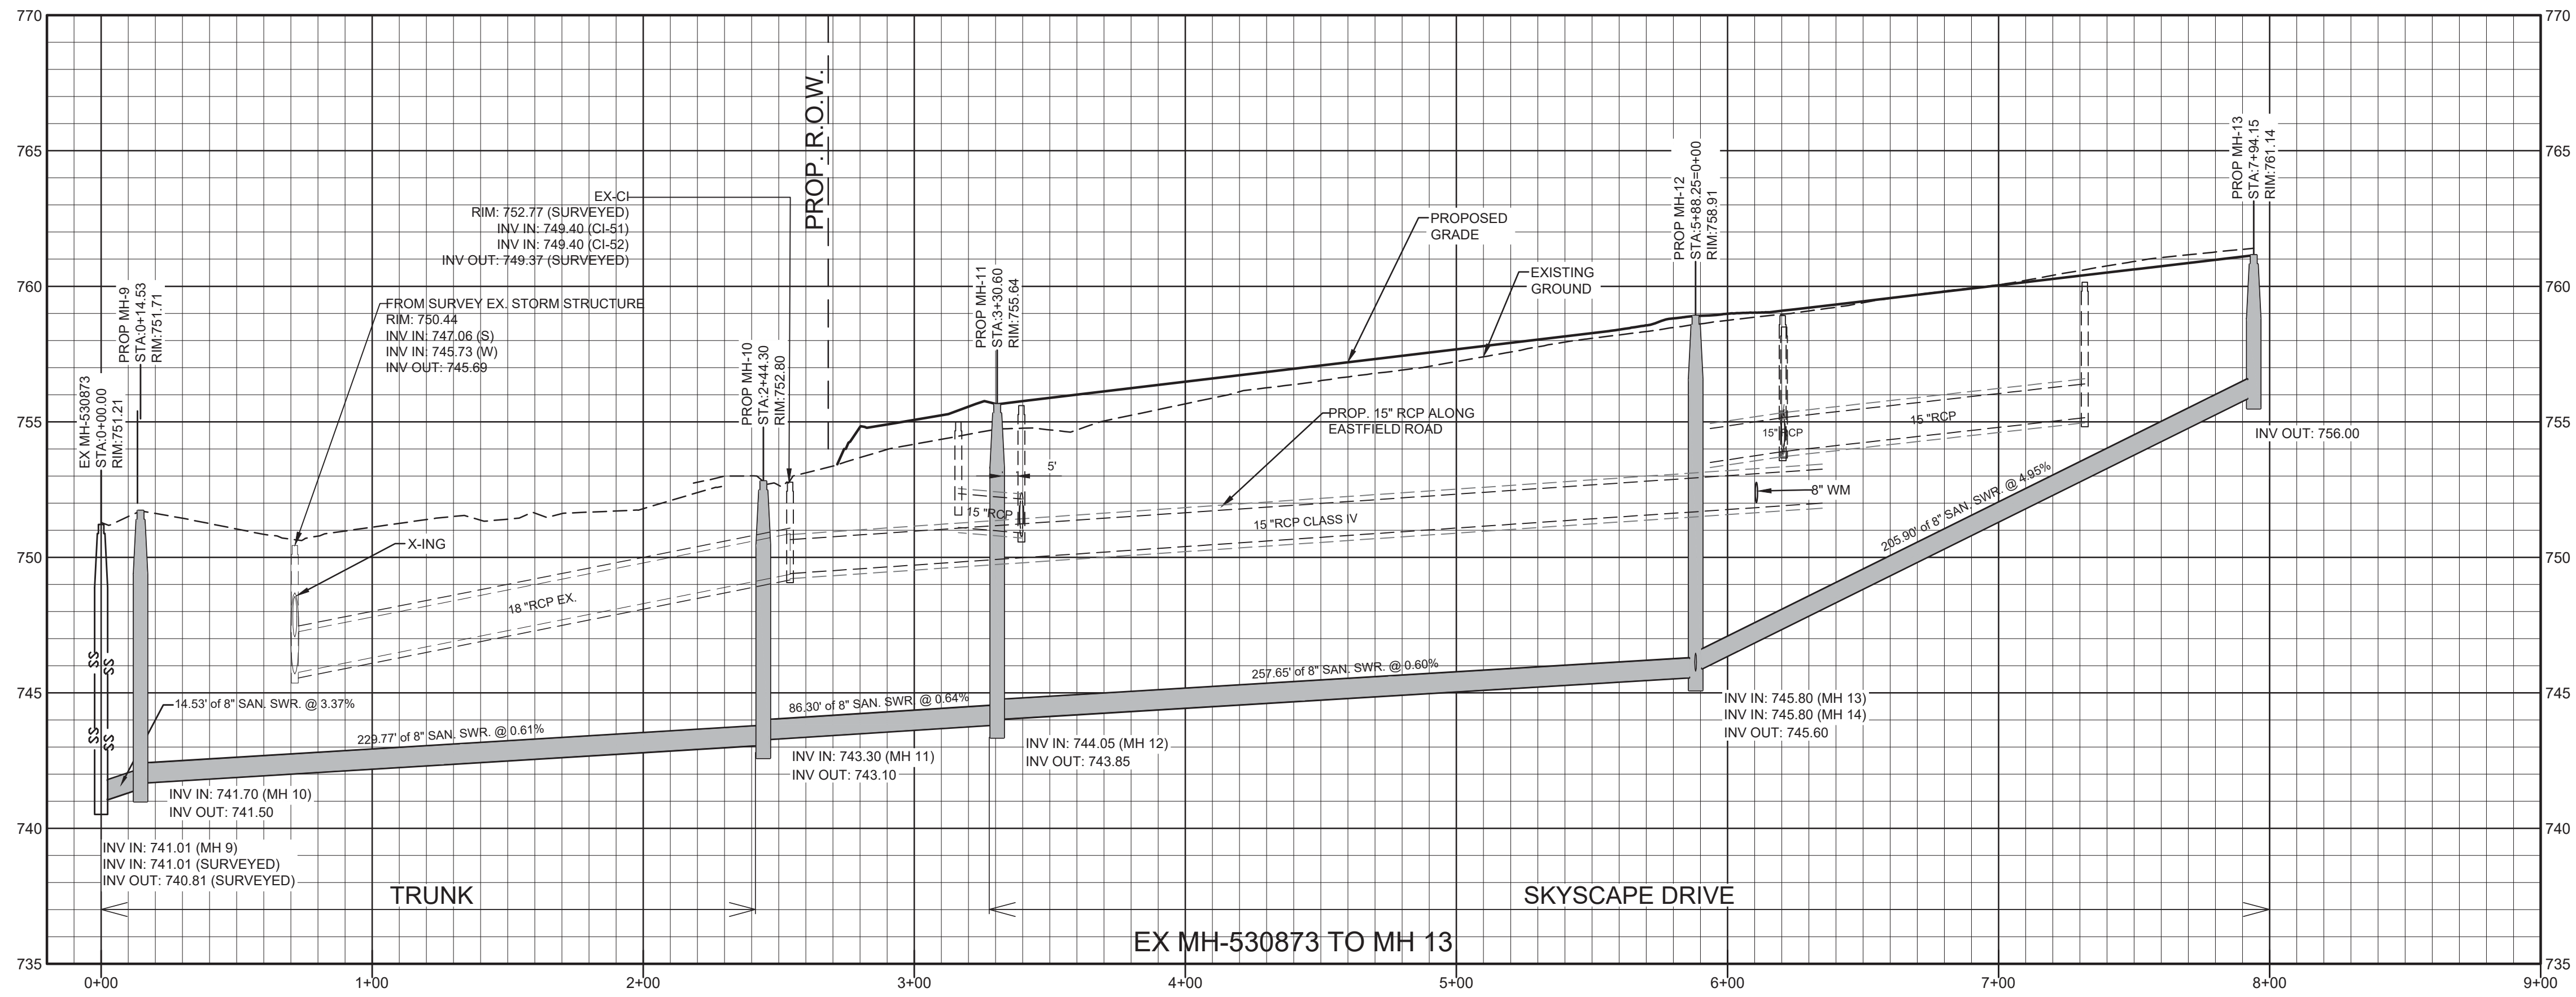 770
770
765
765
760
760
755
755
750
750
745
745
740
740
735
735
EX MH-530873
STA:0+00.00
RIM:751.21
PROP MH-9
STA:0+14.53
RIM:751.71
FROM SURVEY EX. STORM STRUCTURE
RIM: 750.44
INV IN: 747.06 (S)
INV IN: 745.73 (W)
INV OUT: 745.69
EX-CI
RIM: 752.77 (SURVEYED)
INV IN: 749.40 (CI-51)
INV IN: 749.40 (CI-52)
INV OUT: 749.37 (SURVEYED)
PROP. R.O.W.
PROP MH-10
STA:2+44.30
RIM:752.80
PROP MH-11
STA:3+30.60
RIM:755.64
PROPOSED
GRADE
EXISTING
GROUND
PROP MH-12
STA:5+88.25=0+00
RIM:758.91
PROP MH-13
STA:7+94.15
RIM:761.14
PROP. 15" RCP ALONG
EASTFIELD ROAD
5'
15 "RCP
15 "RCP CLASS IV
15" RCP
15 "RCP
8" WM
INV OUT: 756.00
X-ING
18 "RCP EX.
SS
SS
SS
SS
14.53' of 8" SAN. SWR. @ 3.37%
229.77' of 8" SAN. SWR. @ 0.61%
86.30' of 8" SAN. SWR. @ 0.64%
257.65' of 8" SAN. SWR. @ 0.60%
205.90' of 8" SAN. SWR. @ 4.95%
INV IN: 741.70 (MH 10)
INV OUT: 741.50
INV IN: 743.30 (MH 11)
INV OUT: 743.10
INV IN: 744.05 (MH 12)
INV OUT: 743.85
INV IN: 745.80 (MH 13)
INV IN: 745.80 (MH 14)
INV OUT: 745.60
INV IN: 741.01 (MH 9)
INV IN: 741.01 (SURVEYED)
INV OUT: 740.81 (SURVEYED)
TRUNK
SKYSCAPE DRIVE
EX MH-530873 TO MH 13
0+00
1+00
2+00
3+00
4+00
5+00
6+00
7+00
8+00
9+00